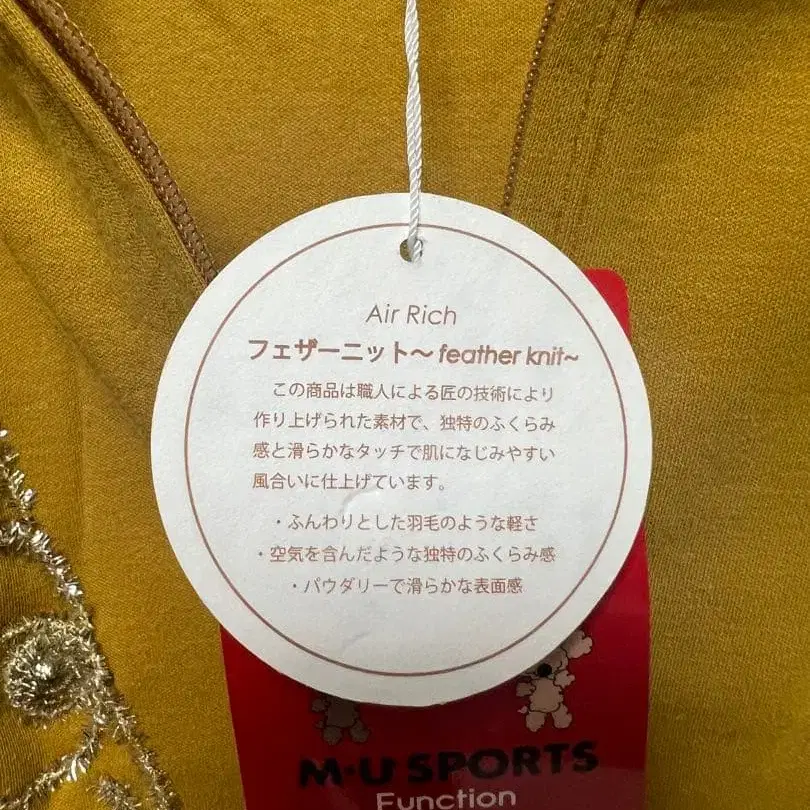 Air Rich
フェザーニット〜 feather knit~
この商品は職人による匠の技術により
作り上げられた素材で、独特のふくらみ
感と滑らかなタッチで肌になじみやすい
風合いに仕上げています。
・ふんわりとした羽毛のような軽さ
・空気を含んだような独特のふくらみ感
・パウダリーで滑らかな表面感
M・U SPORTS
Function